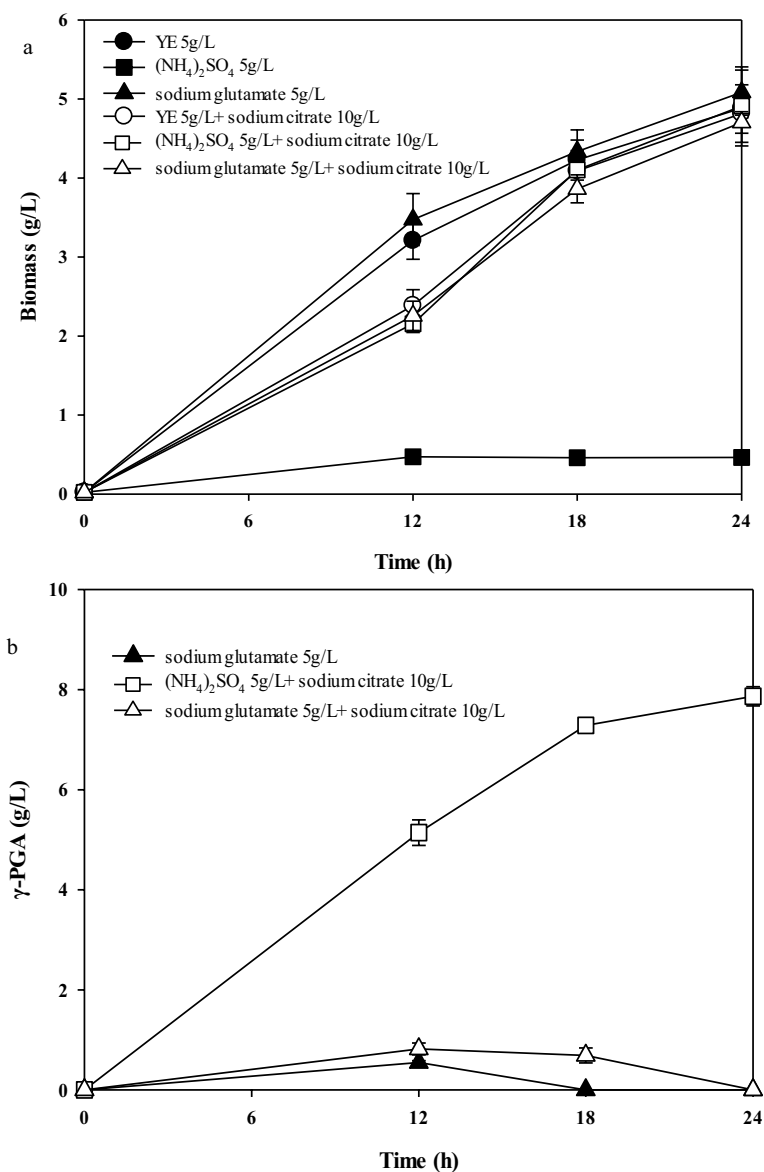 a
6
5
4
3
2
1
0
Biomass (g/L)
YE 5g/L
(NH4)2SO4 5g/L
sodium glutamate 5g/L
YE 5g/L+ sodium citrate 10g/L
(NH4)2SO4 5g/L+ sodium citrate 10g/L
sodium glutamate 5g/L+ sodium citrate 10g/L
0 6 12 18 24
Time (h)
b
10
8
6
4
2
0
γ-PGA (g/L)
sodium glutamate 5g/L
(NH4)2SO4 5g/L+ sodium citrate 10g/L
sodium glutamate 5g/L+ sodium citrate 10g/L
0 6 12 18 24
Time (h)